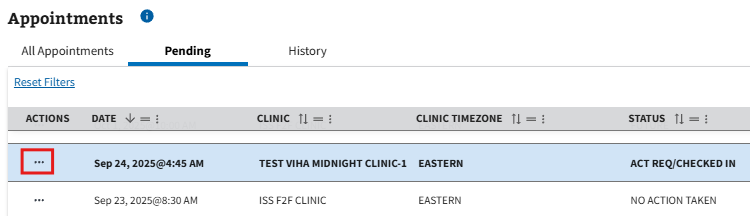 Appointments
All Appointments Pending History
Reset Filters
ACTIONS DATE CLINIC CLINIC TIMEZONE STATUS
... Sep 24, 2025@4:45 AM TEST VIHA MIDNIGHT CLINIC-1 EASTERN ACT REQ/CHECKED IN
... Sep 23, 2025@8:30 AM ISS F2F CLINIC EASTERN NO ACTION TAKEN